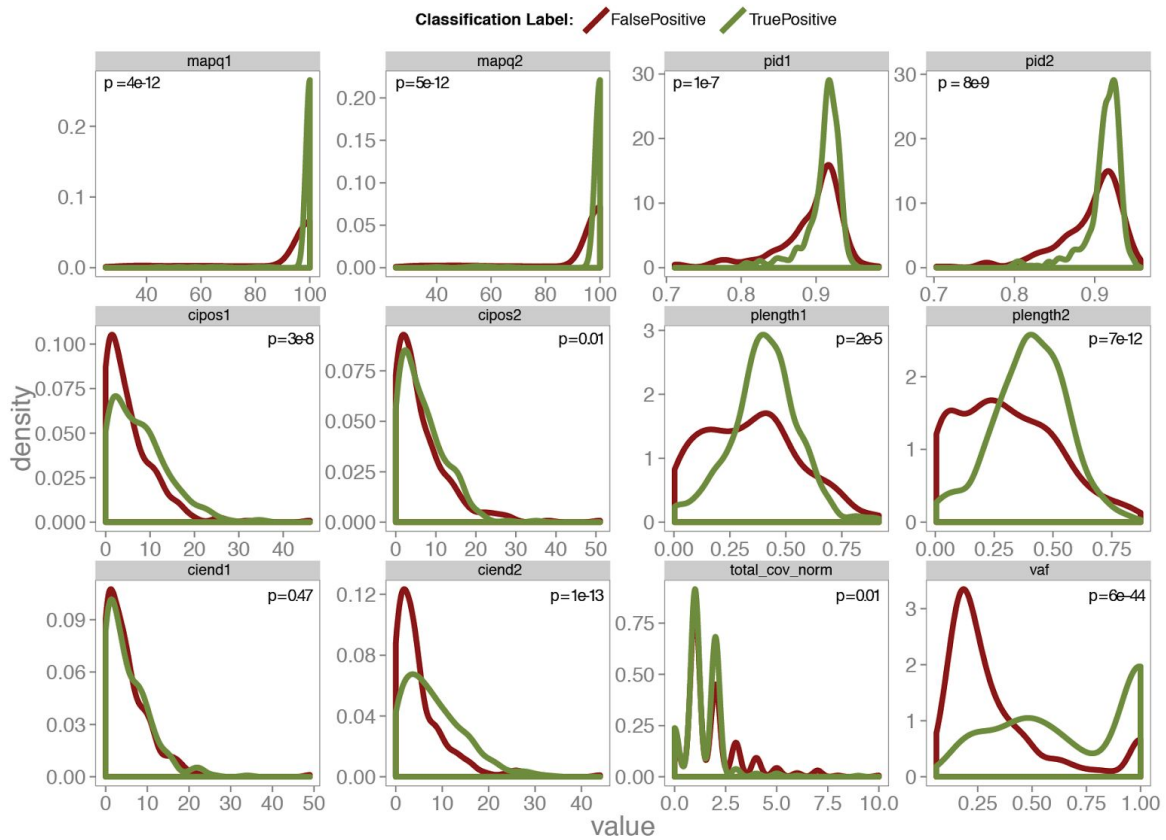 Classification Label: FalsePositive TruePositive
mapq1 mapq2 pid1 pid2
p =4e-12 p =5e-12 p =1e-7 p = 8e-9
0.2 0.20 30 30
0.15 20 20
0.1 0.10 10 10
0.05
0.0 0.00 0 0
40 60 80 100 40 60 80 100 0.7 0.8 0.9 0.7 0.8 0.9
cipos1 cipos2 plength1 plength2
p=3e-8 p=0.01 p=2e-5 p=7e-12
0.100 0.075 3 2
0.075 0.050 2
0.050 0.025 1 1
0.025
0.000 0.000 0 0
0 10 20 30 40 0 10 20 30 40 50 0.00 0.25 0.50 0.75 0.00 0.25 0.50 0.75
density
ciend1 ciend2 total_cov_norm vaf
p=0.47 p=1e-13 p=0.01 p=6e-44
0.09 0.12 0.75 3
0.06 0.08 0.50 2
0.03 0.04 0.25 1
0.00 0.00 0.00 0
0 10 20 30 40 50 0 10 20 30 40 0.0 2.5 5.0 7.5 10.0 0.25 0.50 0.75 1.00
value